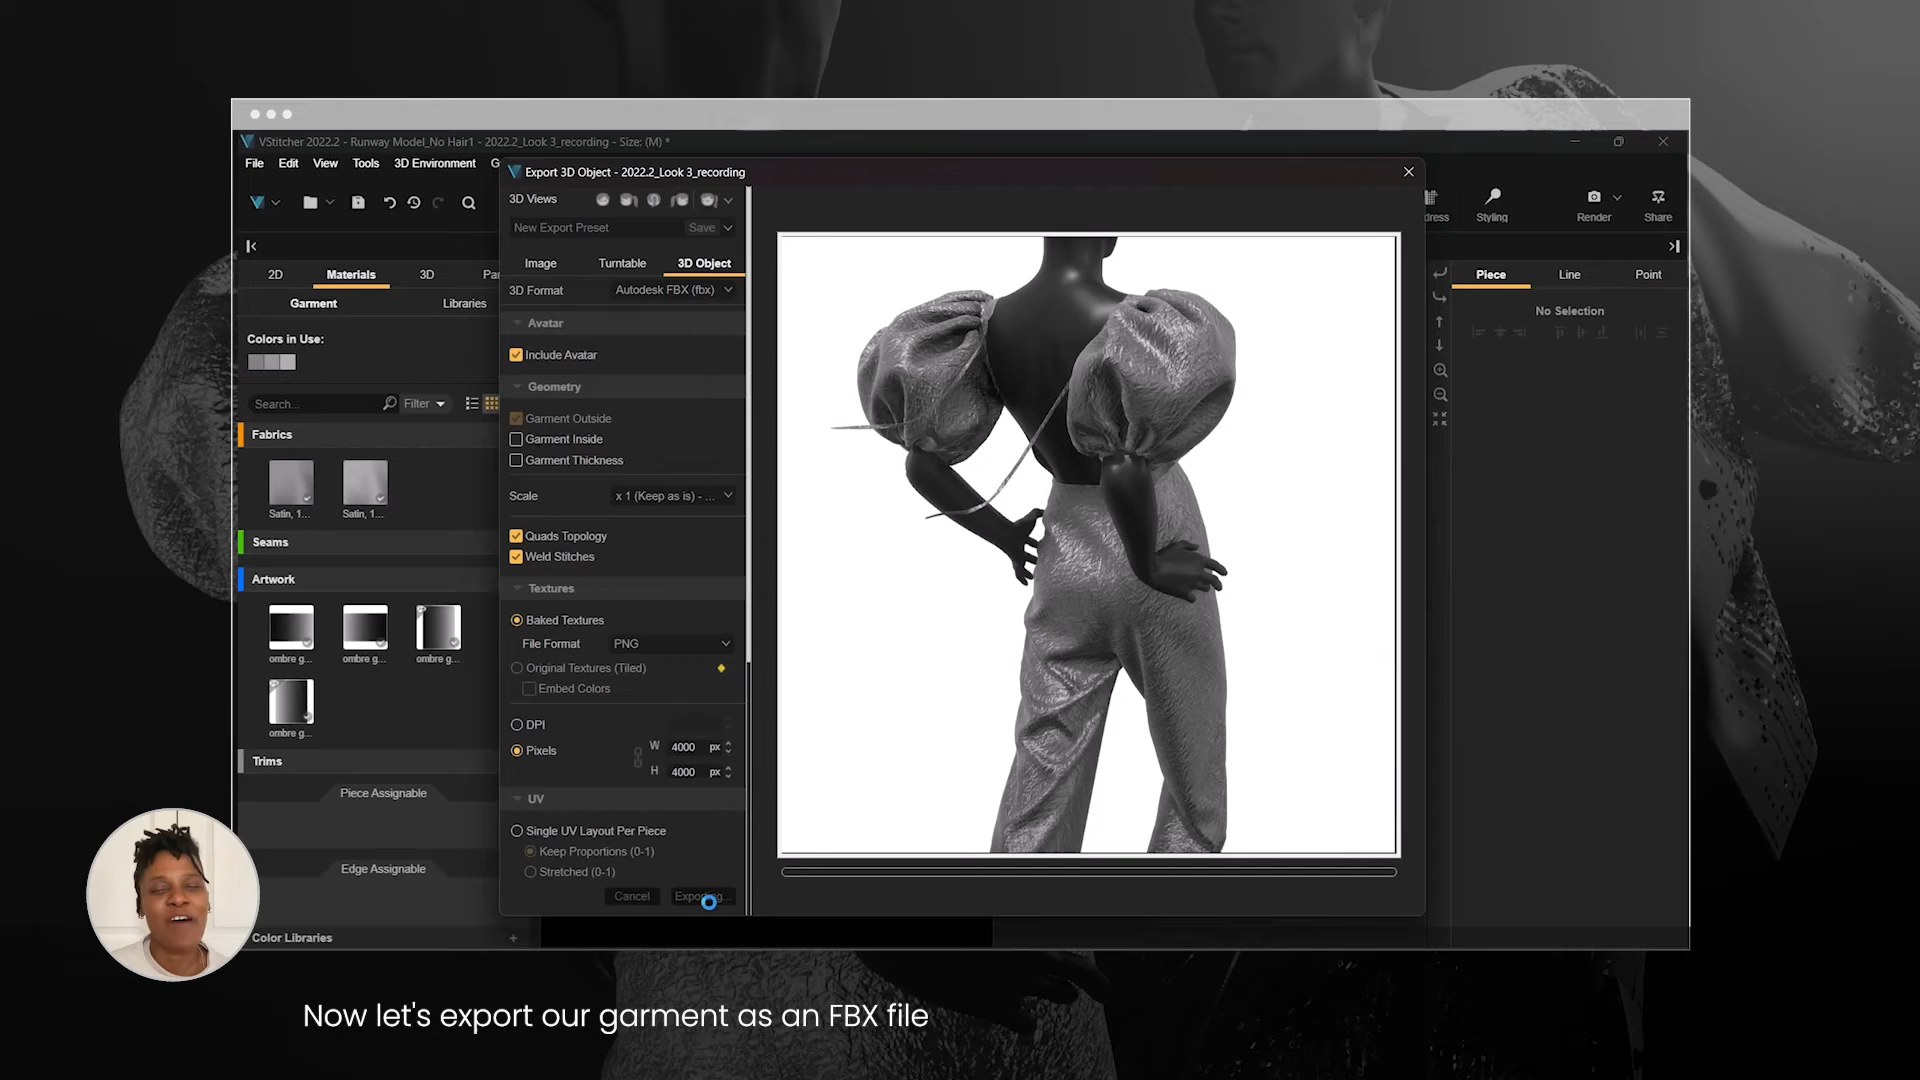 VStitcher 2022.2 - Runway Model_No Hair1 - 2022.2_Look 3_recording - Size: (M) *
File Edit View Tools 3D Environment G
Export 3D Object - 2022.2_Look 3_recording
3D Views
New Export Preset Save
Image Turntable 3D Object
3D Format Autodesk FBX (fbx)
Avatar
Include Avatar
Geometry
Garment Outside
Garment Inside
Garment Thickness
Scale x 1 (Keep as is) - ...
Quads Topology
Weld Stitches
Textures
Baked Textures
File Format PNG
Original Textures (Tiled)
Embed Colors
DPI
Pixels
W 4000 px
H 4000 px
UV
Single UV Layout Per Piece
Keep Proportions (0-1)
Stretched (0-1)
Cancel
2D Materials 3D Pa
Garment Libraries
Colors in Use:
Search... Filter
Fabrics
Satin, 1... Satin, 1...
Seams
Artwork
ombre g... ombre g... ombre g...
ombre g...
Trims
Piece Assignable
Edge Assignable
Color Libraries +
dress Styling Render Share
Piece Line Point
No Selection
Now let's export our garment as an FBX file